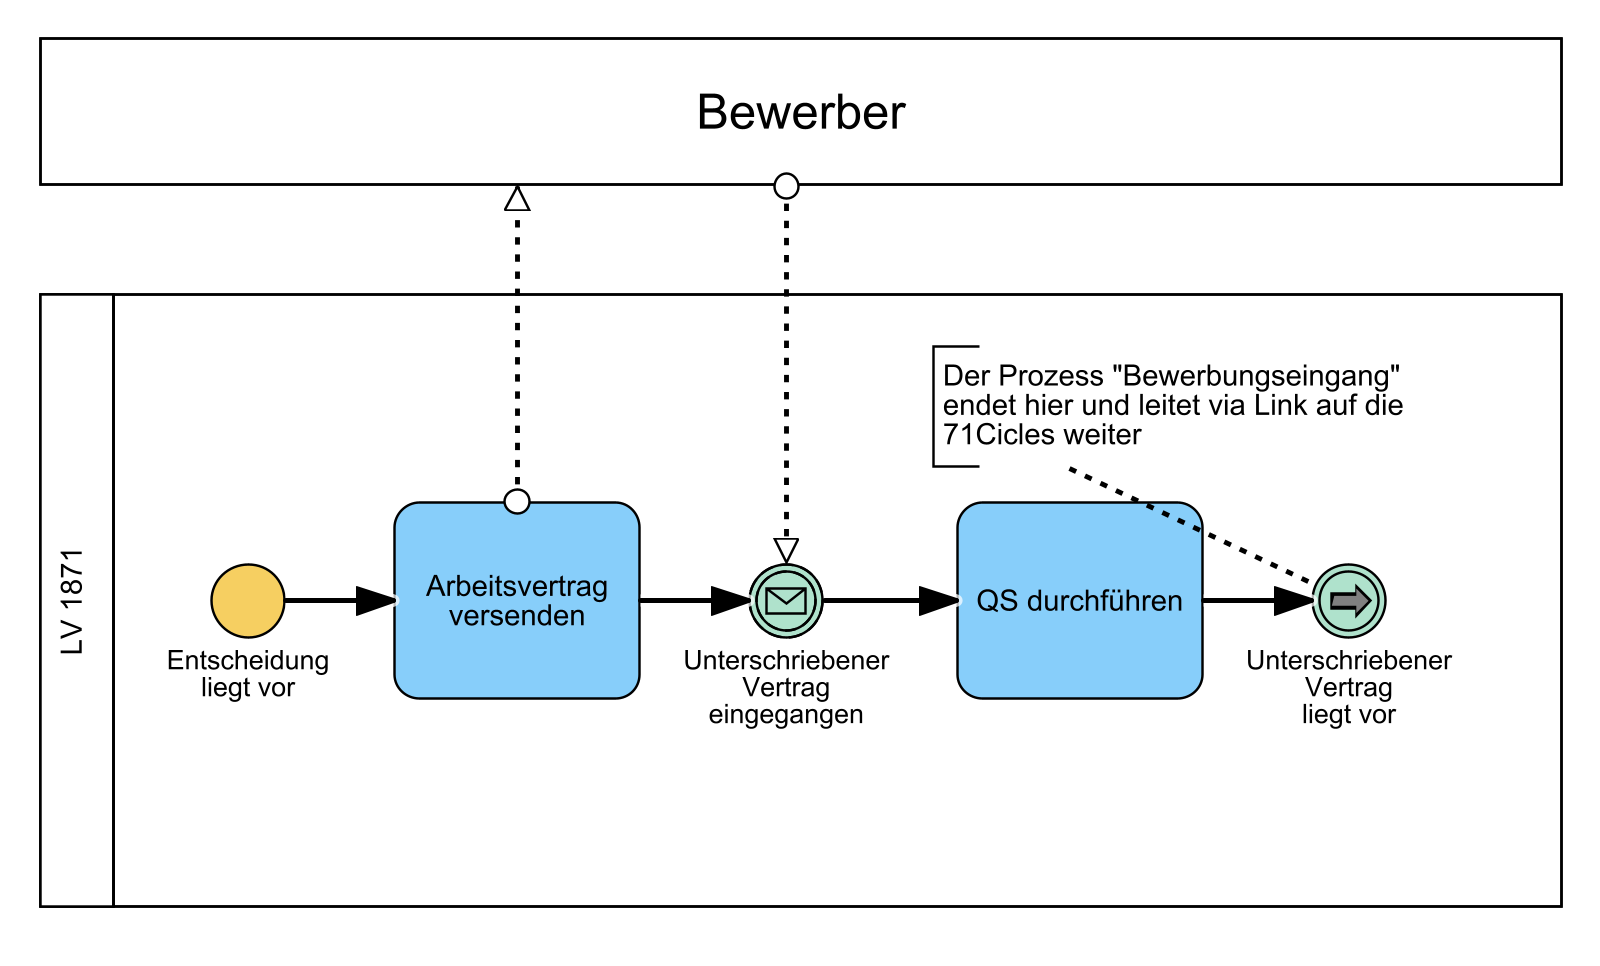 Bewerber
LV 1871
Der Prozess "Bewerbungseingang"
endet hier und leitet via Link auf die
71Cicles weiter
Entscheidung
liegt vor
Arbeitsvertrag
versenden
Unterschriebener
Vertrag
eingegangen
QS durchführen
Unterschriebener
Vertrag
liegt vor